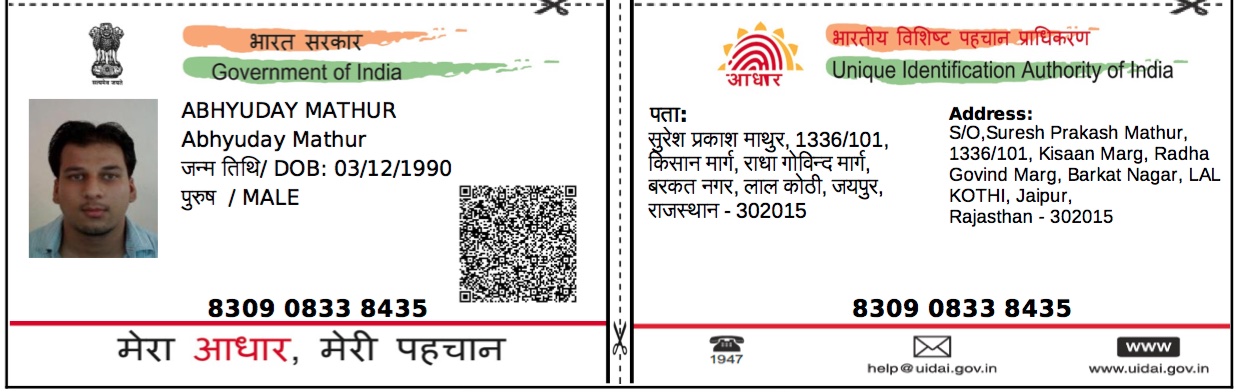 भारत सरकार
Government of India
सत्यमेव जयते
ABHYUDAY MATHUR
Abhyuday Mathur
जन्म तिथि/ DOB: 03/12/1990
पुरुष / MALE
8309 0833 8435
मेरा आधार, मेरी पहचान
आधार
भारतीय विशिष्ट पहचान प्राधिकरण
Unique Identification Authority of India
पता:
सुरेश प्रकाश माथुर, 1336/101,
किसान मार्ग, राधा गोविन्द मार्ग,
बरकत नगर, लाल कोठी, जयपुर,
राजस्थान - 302015
Address:
S/O,Suresh Prakash Mathur,
1336/101, Kisaan Marg, Radha
Govind Marg, Barkat Nagar, LAL
KOTHI, Jaipur,
Rajasthan - 302015
8309 0833 8435
1947
help@uidai.gov.in
www
www.uidai.gov.in